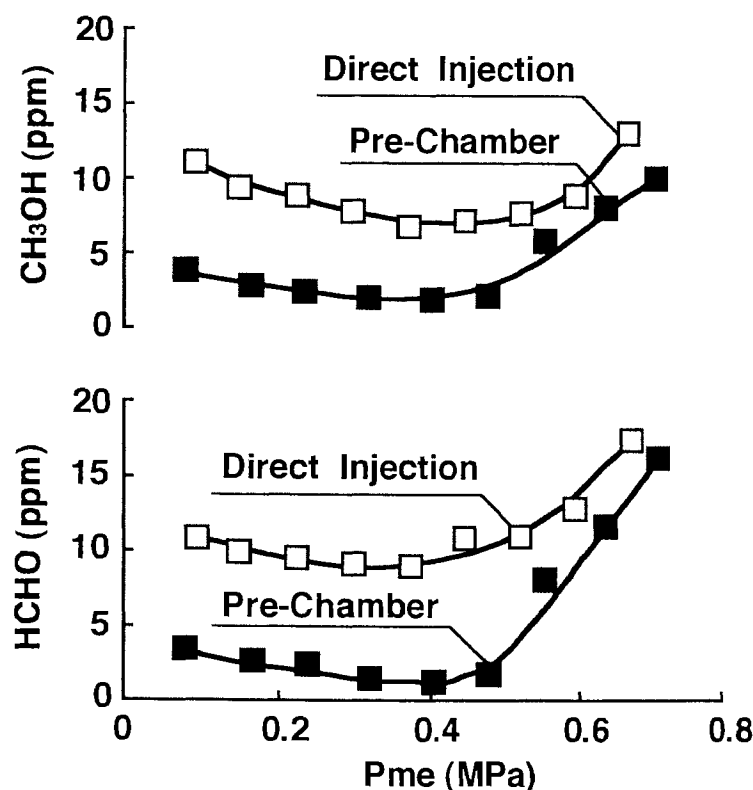 20
Direct Injection
15
Pre-Chamber
10
5
0
CH₃OH (ppm)
20
15
Direct Injection
10
Pre-Chamber
5
0
HCHO (ppm)
0 0.2 0.4 0.6 0.8
Pme (MPa)